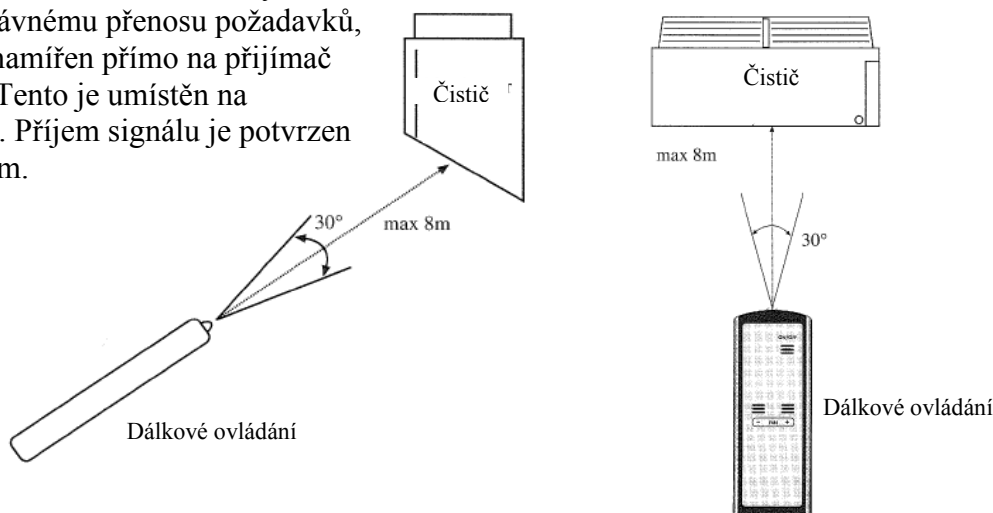 ávnému přenosu požadavků,
namířen přímo na přijímač
Tento je umístěn na
. Příjem signálu je potvrzen
m.
Čistič
30°
max 8m
Dálkové ovládání
Čistič
max 8m
30°
Dálkové ovládání